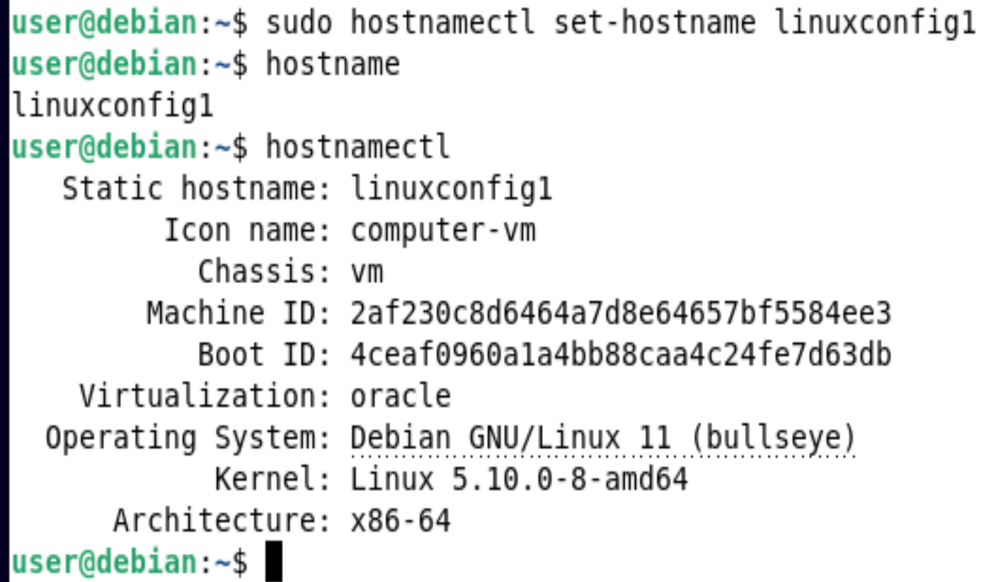 user@debian:~$ sudo hostnamectl set-hostname linuxconfig1
user@debian:~$ hostname
linuxconfig1
user@debian:~$ hostnamectl
   Static hostname: linuxconfig1
         Icon name: computer-vm
           Chassis: vm
        Machine ID: 2af230c8d6464a7d8e64657bf5584ee3
           Boot ID: 4ceaf0960a1a4bb88caa4c24fe7d63db
    Virtualization: oracle
  Operating System: Debian GNU/Linux 11 (bullseye)
            Kernel: Linux 5.10.0-8-amd64
      Architecture: x86-64
user@debian:~$